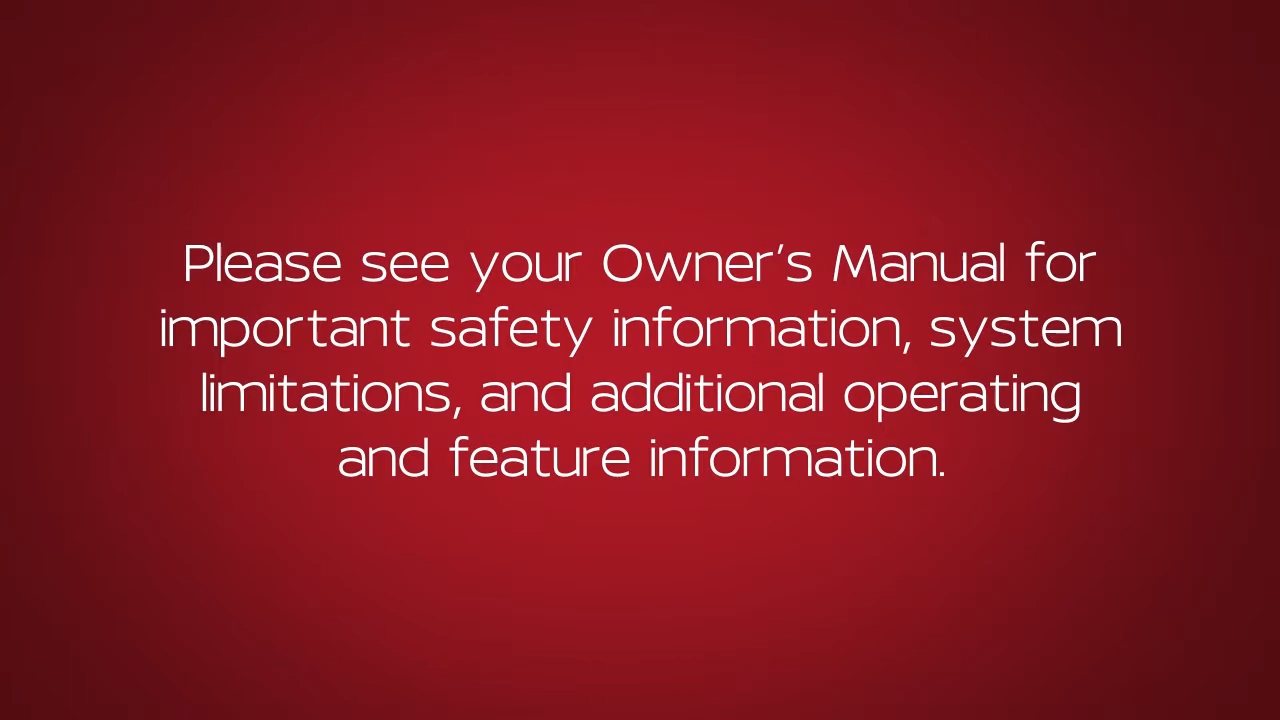 Please see your Owner’s Manual for
important safety information, system
limitations, and additional operating
and feature information.